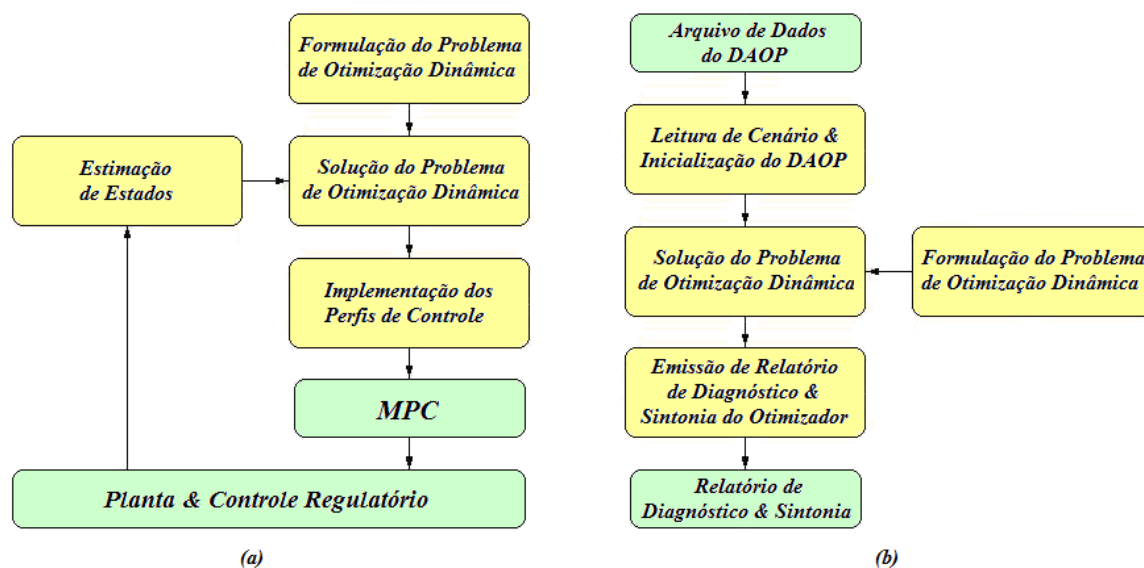 Formulação do Problema
de Otimização Dinâmica
Estimação
de Estados
Solução do Problema
de Otimização Dinâmica
Implementação dos
Perfis de Controle
MPC
Planta & Controle Regulatório
(a)
Arquivo de Dados
do DAOP
Leitura de Cenário &
Inicialização do DAOP
Solução do Problema
de Otimização Dinâmica
Formulação do Problema
de Otimização Dinâmica
Emissão de Relatório
de Diagnóstico &
Sintonia do Otimizador
Relatório de
Diagnóstico & Sintonia
(b)